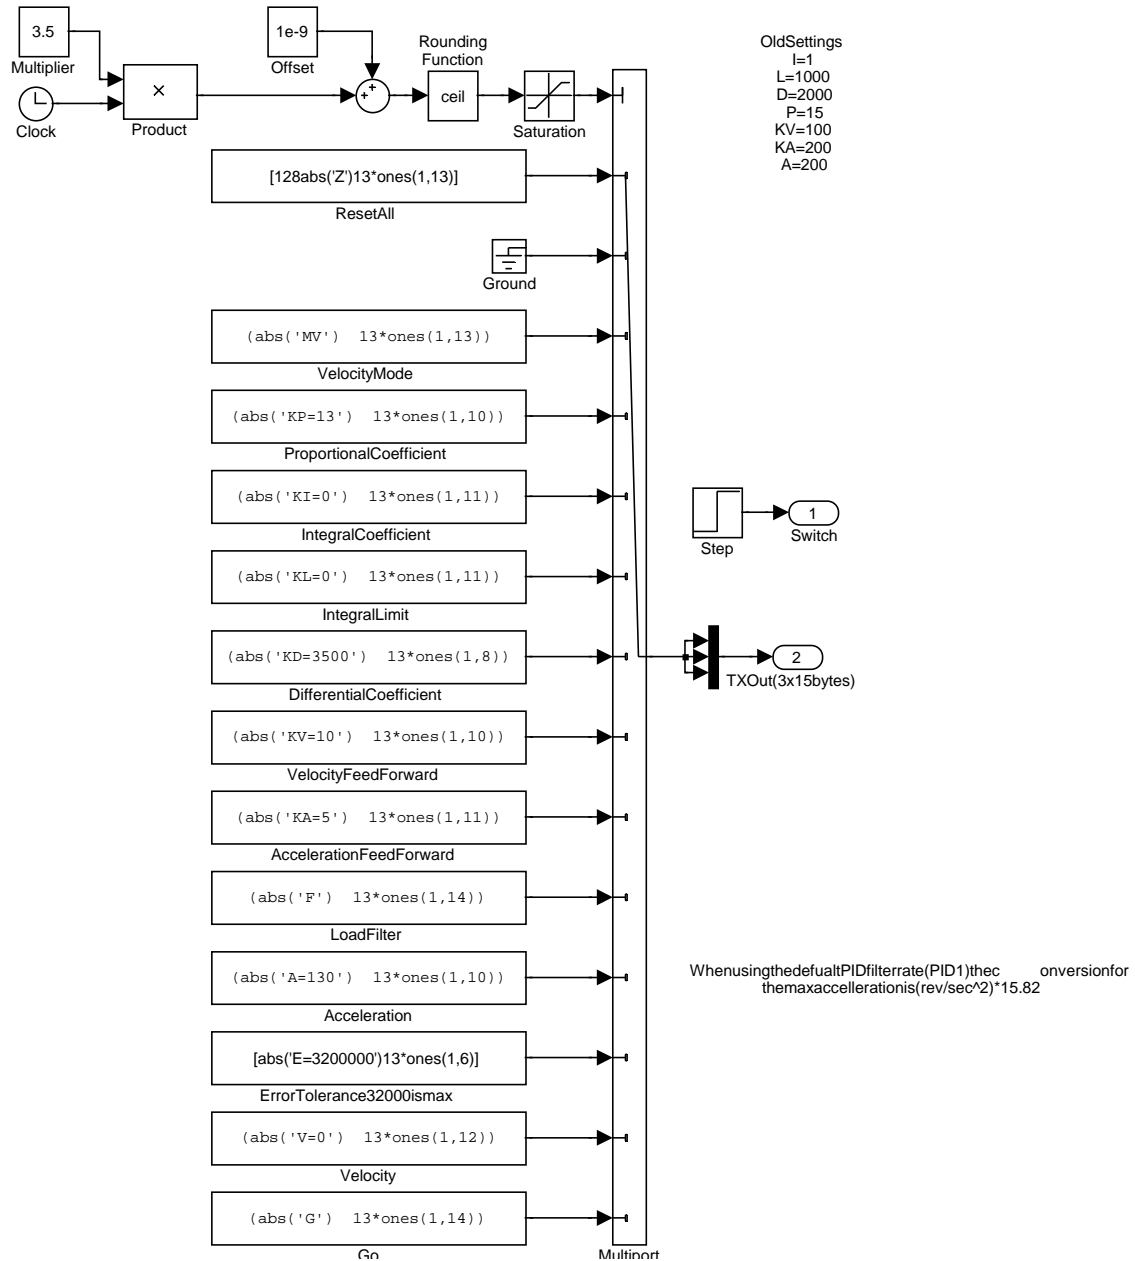 3.5
Multiplier
Clock
×
Product
1e-9
Offset
++
Rounding
Function
ceil
Saturation
OldSettings
I=1
L=1000
D=2000
P=15
KV=100
KA=200
A=200
[128abs('Z')13*ones(1,13)]
ResetAll
Ground
(abs('MV') 13*ones(1,13))
VelocityMode
(abs('KP=13') 13*ones(1,10))
ProportionalCoefficient
(abs('KI=0') 13*ones(1,11))
IntegralCoefficient
Step
1
Switch
(abs('KL=0') 13*ones(1,11))
IntegralLimit
(abs('KD=3500') 13*ones(1,8))
DifferentialCoefficient
2
TXOut(3x15bytes)
(abs('KV=10') 13*ones(1,10))
VelocityFeedForward
(abs('KA=5') 13*ones(1,11))
AccelerationFeedForward
(abs('F') 13*ones(1,14))
LoadFilter
(abs('A=130') 13*ones(1,10))
Acceleration
WhenusingthedefualtPIDfilterrate(PID1)thec onversionfor
themaxaccellerationis(rev/sec^2)*15.82
[abs('E=3200000')13*ones(1,6)]
ErrorTolerance32000ismax
(abs('V=0') 13*ones(1,12))
Velocity
(abs('G') 13*ones(1,14))
Go
Multiport